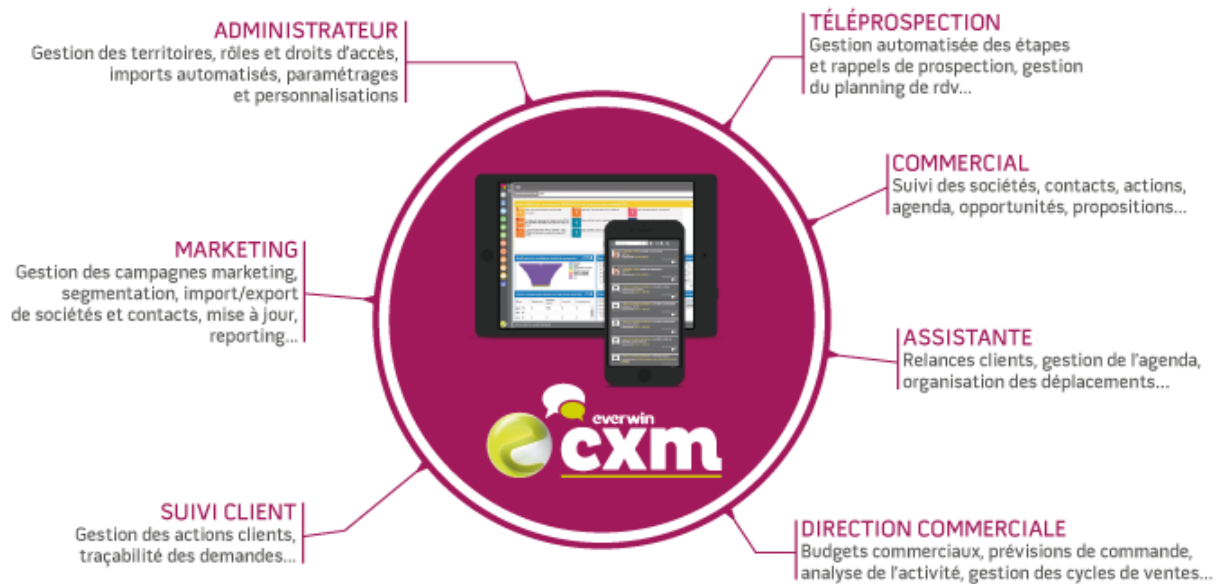 ADMINISTRATEUR
Gestion des territoires, rôles et droits d'accès,
imports automatisés, paramétrages
et personnalisations
TÉLÉPROSPECTION
Gestion automatisée des étapes
et rappels de prospection, gestion
du planning de rdv...
COMMERCIAL
Suivi des sociétés, contacts, actions,
agenda, opportunités, propositions...
MARKETING
Gestion des campagnes marketing,
segmentation, import/export
de sociétés et contacts, mise à jour,
reporting...
ASSISTANTE
Relances clients, gestion de l'agenda,
organisation des déplacements...
everwin
cxm
SUIVI CLIENT
Gestion des actions clients,
traçabilité des demandes...
DIRECTION COMMERCIALE
Budgets commerciaux, prévisions de commande,
analyse de l'activité, gestion des cycles de ventes...